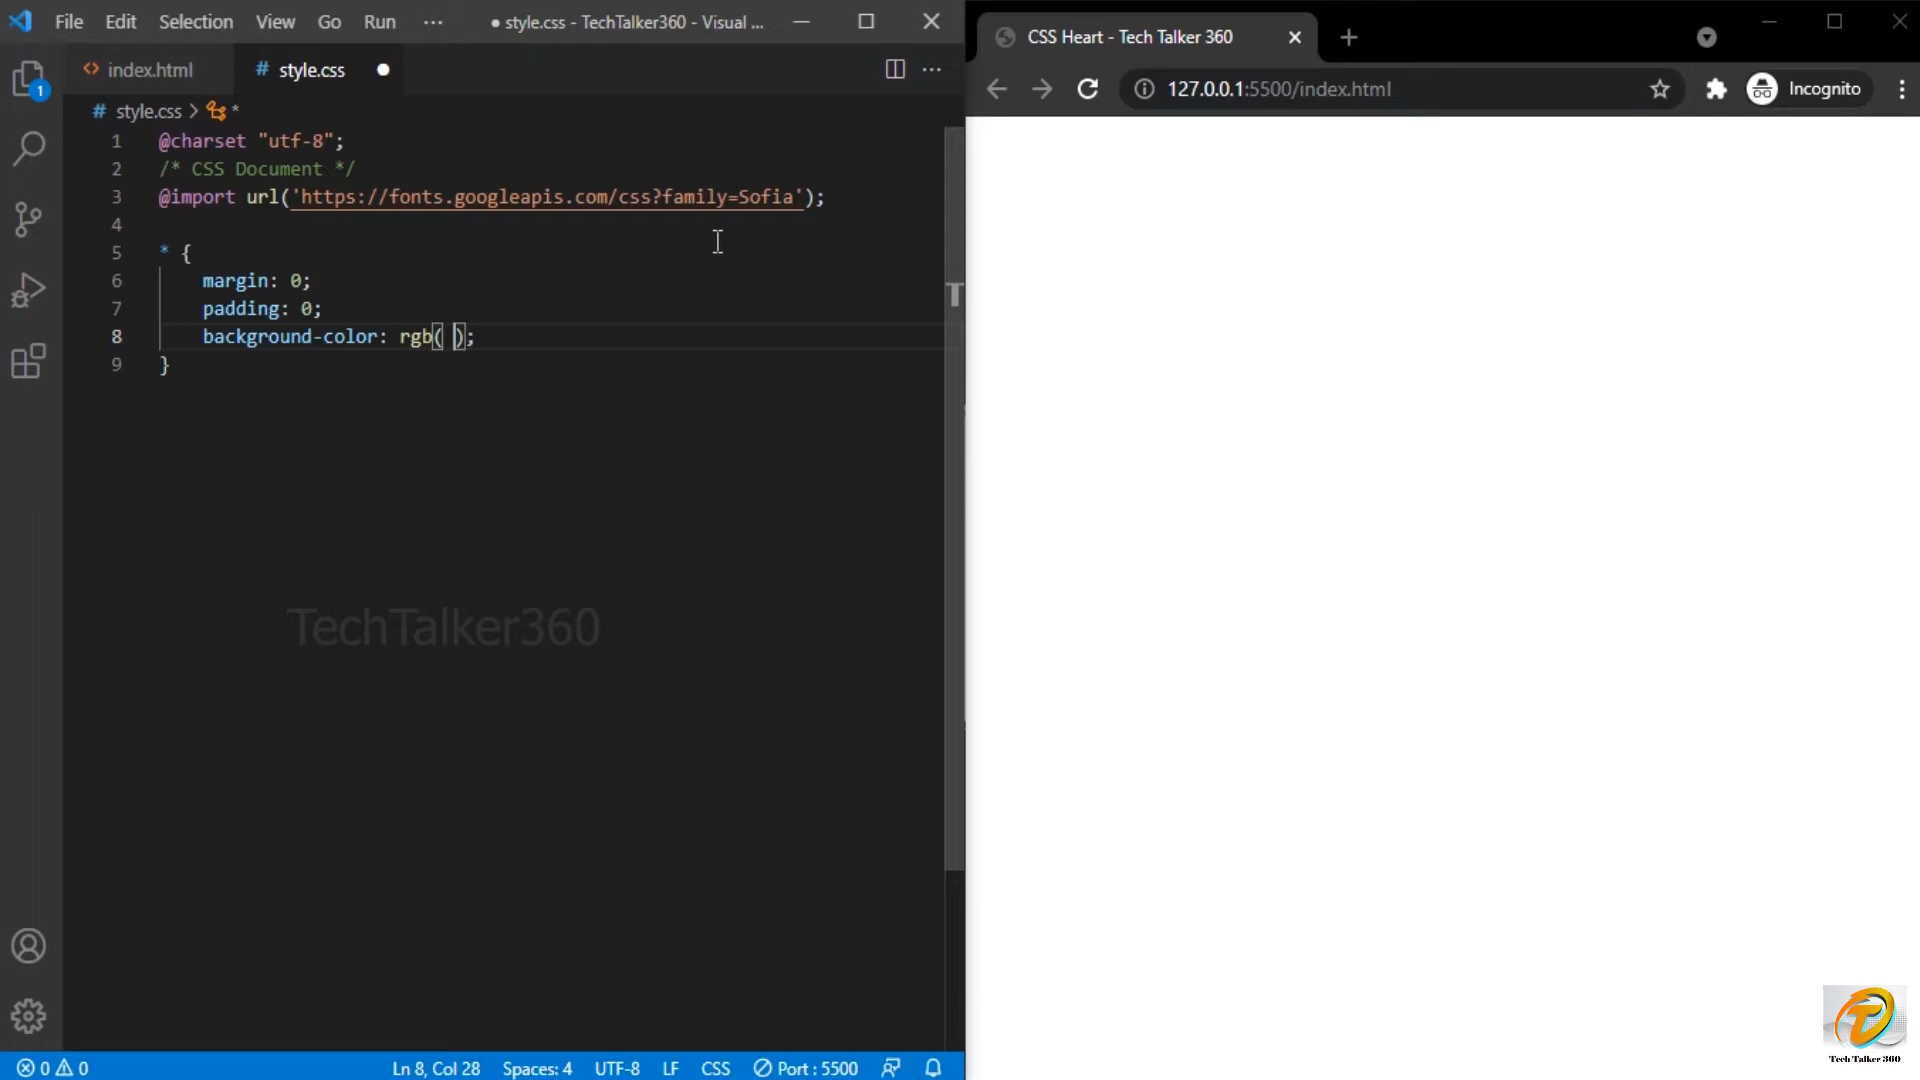 File Edit Selection View Go Run ··· ● style.css - TechTalker360 - Visual ...
CSS Heart - Tech Talker 360
index.html
# style.css
127.0.0.1:5500/index.html
Incognito
1
# style.css > *
1 @charset "utf-8";
2 /* CSS Document */
3 @import url('https://fonts.googleapis.com/css?family=Sofia');
4
5 * {
6 margin: 0;
7 padding: 0;
8 background-color: rgb( );
9 }
T
TechTalker360
Tech Talker 360
0 0 Ln 8, Col 28 Spaces: 4 UTF-8 LF CSS Port : 5500